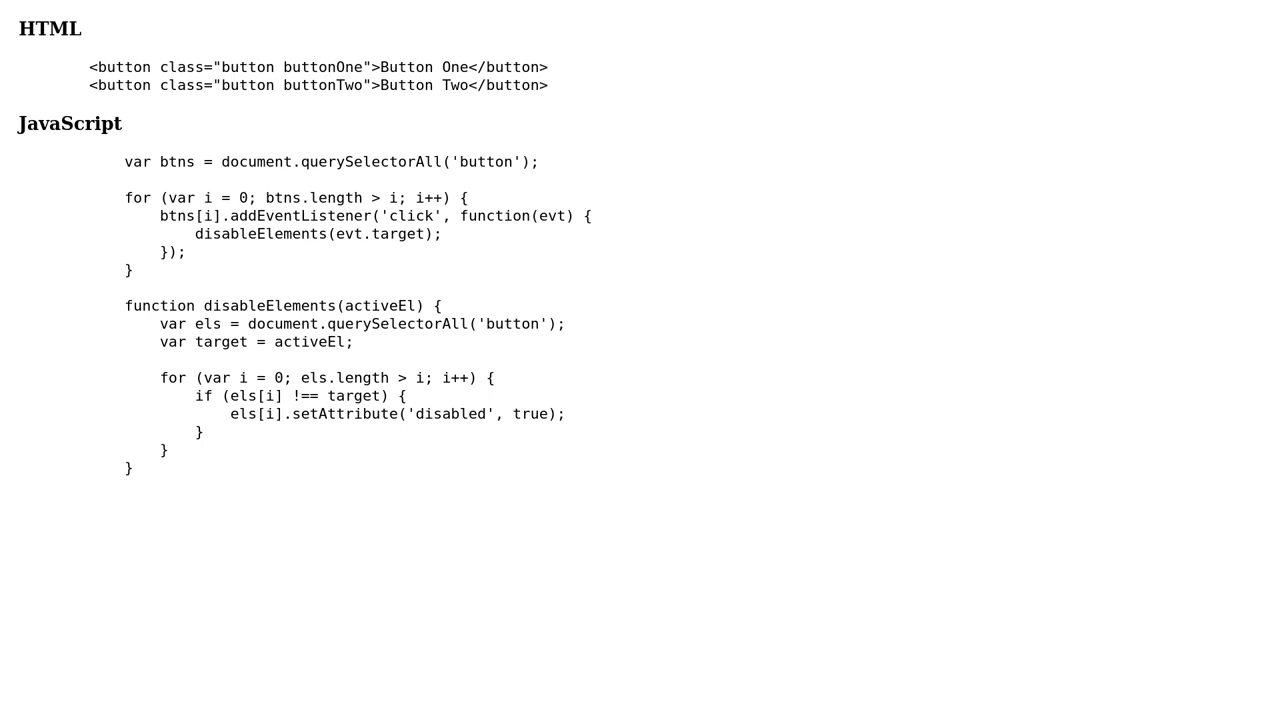 HTML
<button class="button buttonOne">Button One</button>
<button class="button buttonTwo">Button Two</button>
JavaScript
var btns = document.querySelectorAll('button');
for (var i = 0; btns.length > i; i++) {
btns[i].addEventListener('click', function(evt) {
disableElements(evt.target);
});
}
function disableElements(activeEl) {
var els = document.querySelectorAll('button');
var target = activeEl;
for (var i = 0; els.length > i; i++) {
if (els[i] !== target) {
els[i].setAttribute('disabled', true);
}
}
}